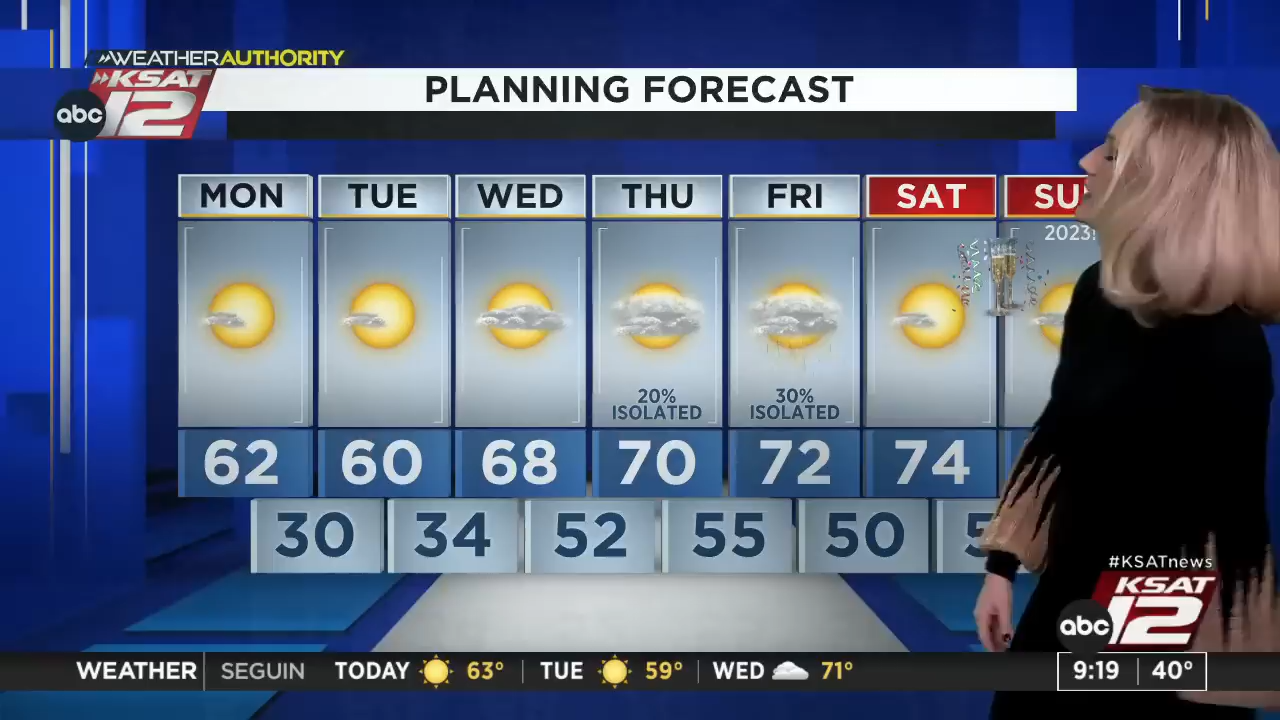 WEATHERAUTHORITY
KSAT
abc 12
PLANNING FORECAST
MON TUE WED THU FRI SAT
2023!
20% ISOLATED
30% ISOLATED
62 60 68 70 72 74
30 34 52 55 50
#KSATnews
KSAT
abc 12
WEATHER SEGUIN TODAY 63° TUE 59° WED 71° 9:19 40°